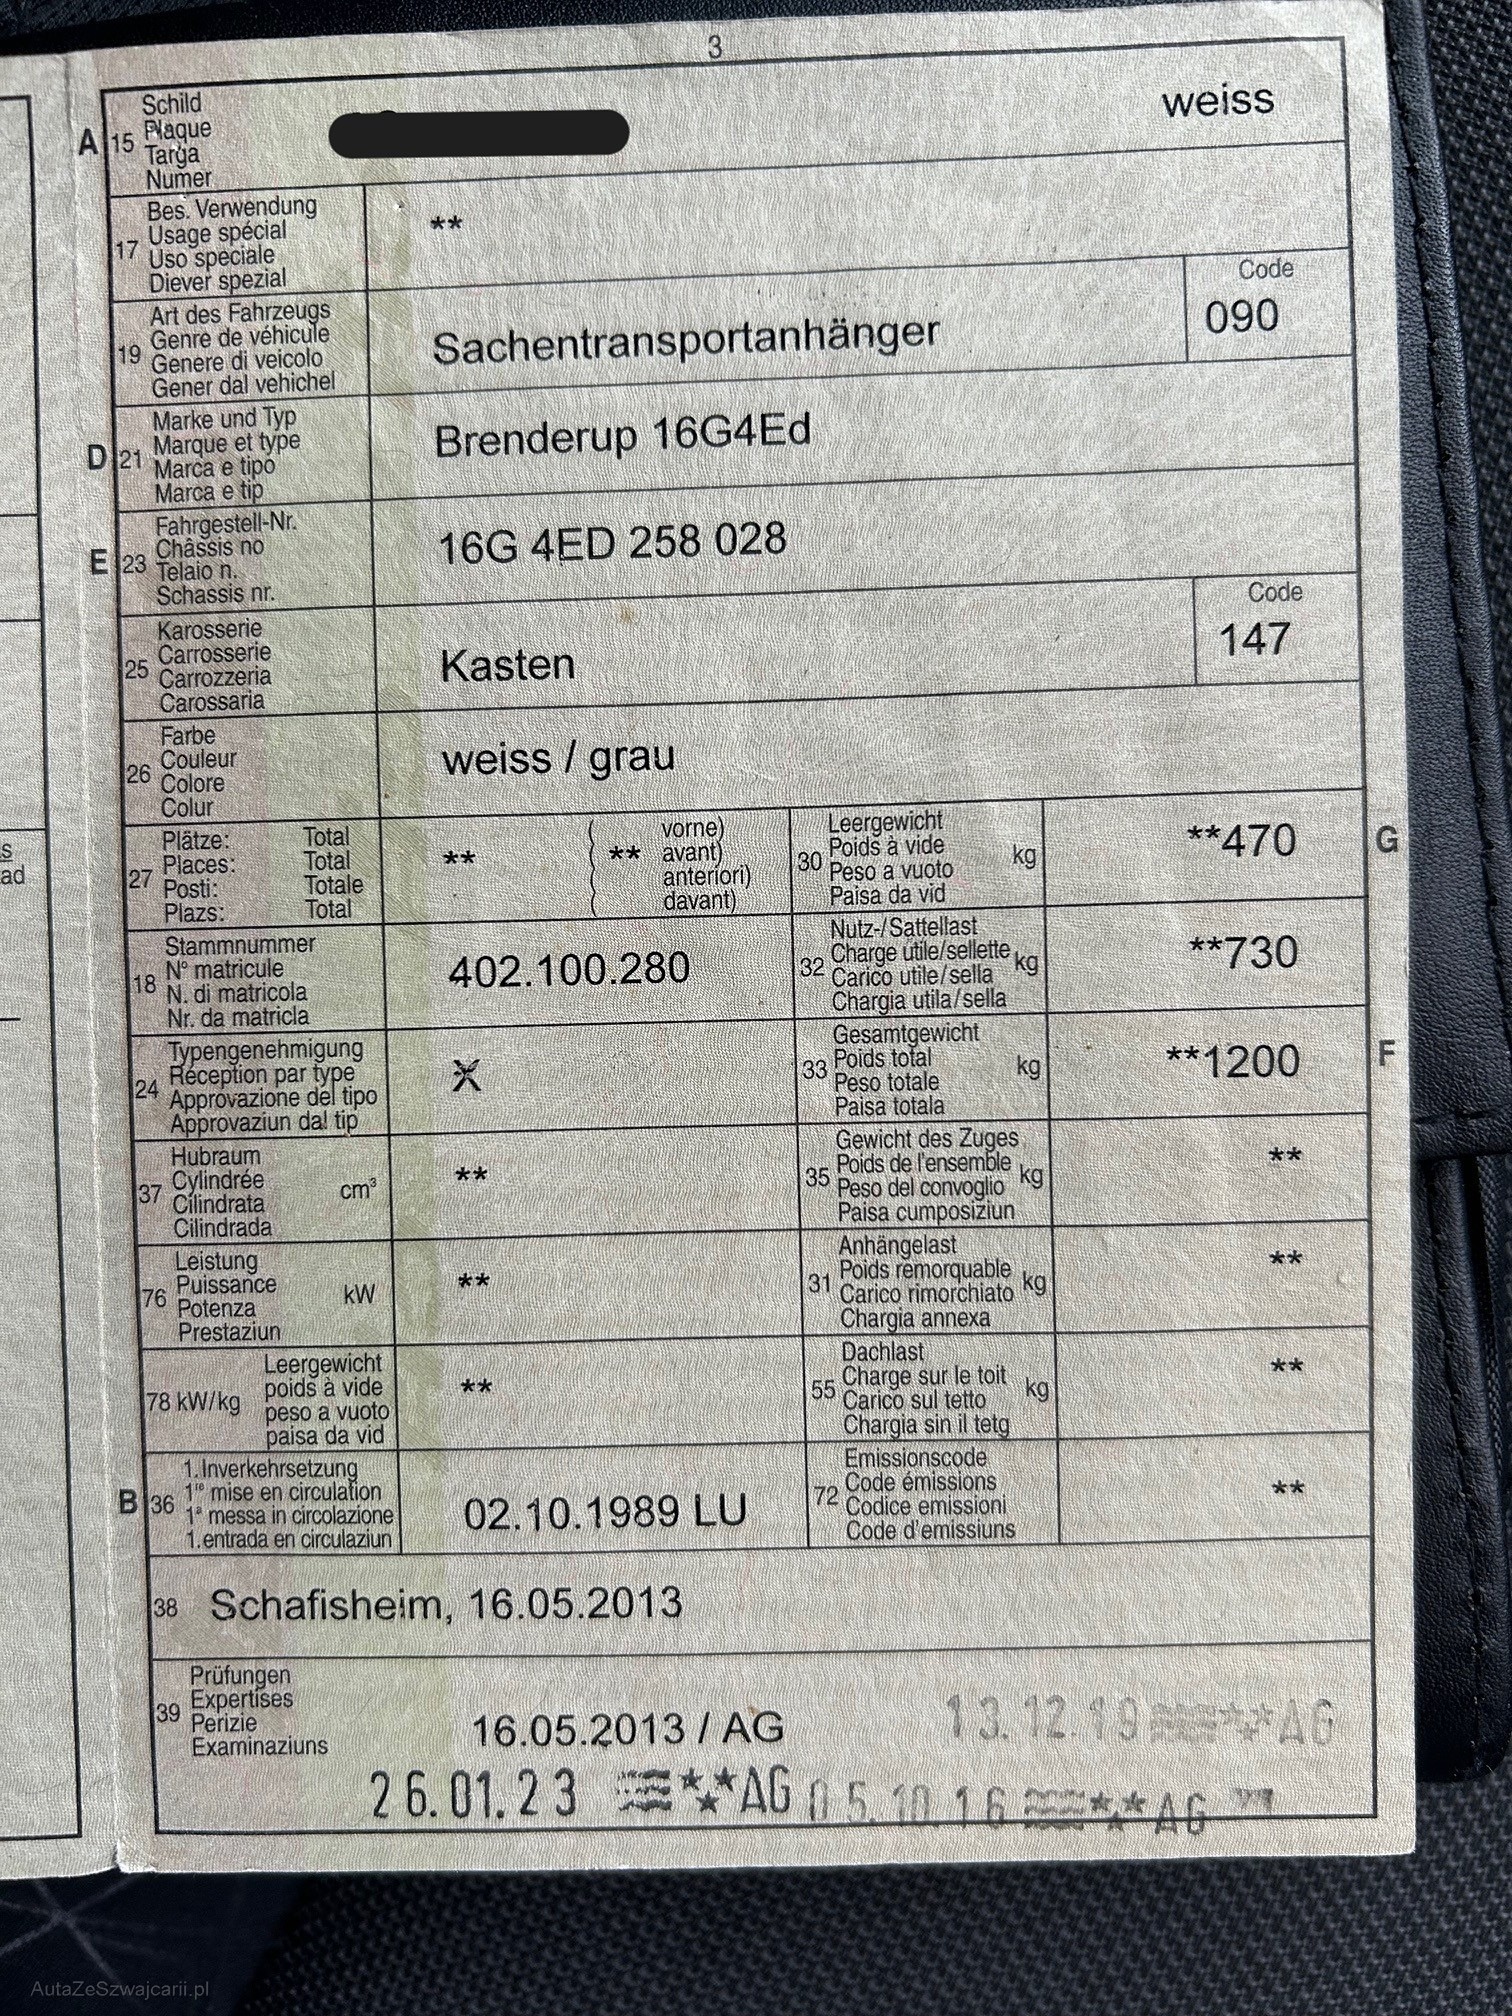 3
A 15 Schild
Plaque
Targa
Numer
weiss
17 Bes. Verwendung
Usage spécial
Uso speciale
Diever spezial
**
19 Art des Fahrzeugs
Genre de véhicule
Genere di veicolo
Gener dal vehichel
Sachentransportanhänger
Code
090
D 21 Marke und Typ
Marque et type
Marca e tipo
Marca e tip
Brenderup 16G4Ed
E 23 Fahrgestell-Nr.
Châssis no
Telaio n.
Schassis nr.
16G 4ED 258 028
25 Karosserie
Carrosserie
Carrozzeria
Carossaria
Kasten
Code
147
26 Farbe
Couleur
Colore
Colur
weiss / grau
27 Plätze: Total
Places: Total
Posti: Totale
Plazs: Total
**
( vorne)
( ** avant)
( anteriori)
( davant)
30 Leergewicht
Poids à vide
Peso a vuoto
Paisa da vid
kg
**470
G
18 Stammnummer
N° matricule
N. di matricola
Nr. da matricla
402.100.280
32 Nutz-/Sattellast
Charge utile/sellette
Carico utile/sella
Chargia utila/sella
kg
**730
24 Typengenehmigung
Réception par type
Approvazione del tipo
Approvaziun dal tip
X
33 Gesamtgewicht
Poids total
Peso totale
Paisa totala
kg
**1200
F
37 Hubraum
Cylindrée
Cilindrata
Cilindrada
cm³
**
35 Gewicht des Zuges
Poids de l'ensemble
Peso del convoglio
Paisa cumposiziun
kg
**
76 Leistung
Puissance
Potenza
Prestaziun
kW
**
31 Anhängelast
Poids remorquable
Carico rimorchiato
Chargia annexa
kg
**
78 kW/kg
Leergewicht
poids à vide
peso a vuoto
paisa da vid
**
55 Dachlast
Charge sur le toit
Carico sul tetto
Chargia sin il tetg
kg
**
B 36 1. Inverkehrsetzung
1re mise en circulation
1a messa in circolazione
1. entrada en circulaziun
02.10.1989 LU
72 Emissionscode
Code émissions
Codice emissioni
Code d'emissiuns
**
38 Schafisheim, 16.05.2013
39 Prüfungen
Expertises
Perizie
Examinaziuns
16.05.2013 / AG
13.12.19 ***AG
26.01.23 ***AG
05.10.16 ***AG
s
ad
AutaZeSzwajcarii.pl